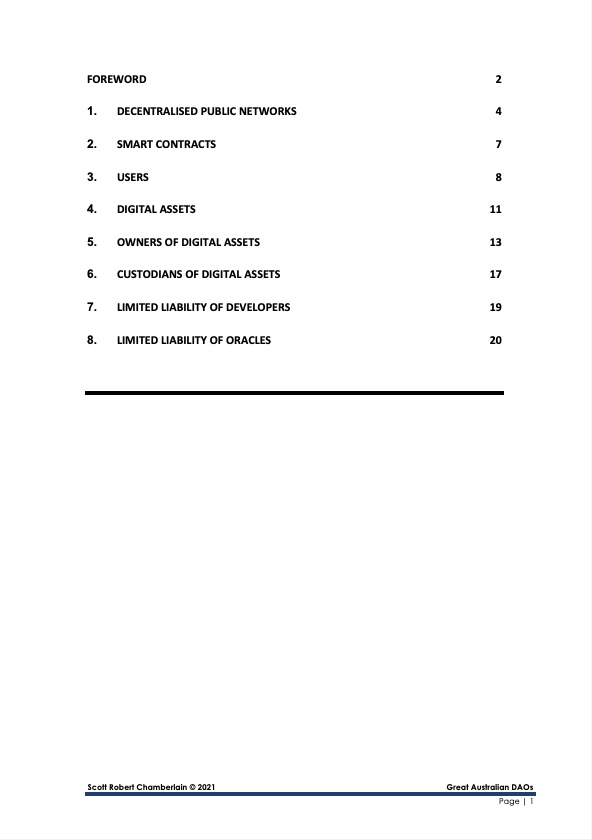 FOREWORD 2
1. DECENTRALISED PUBLIC NETWORKS 4
2. SMART CONTRACTS 7
3. USERS 8
4. DIGITAL ASSETS 11
5. OWNERS OF DIGITAL ASSETS 13
6. CUSTODIANS OF DIGITAL ASSETS 17
7. LIMITED LIABILITY OF DEVELOPERS 19
8. LIMITED LIABILITY OF ORACLES 20
Scott Robert Chamberlain © 2021 Great Australian DAOs
Page | 1